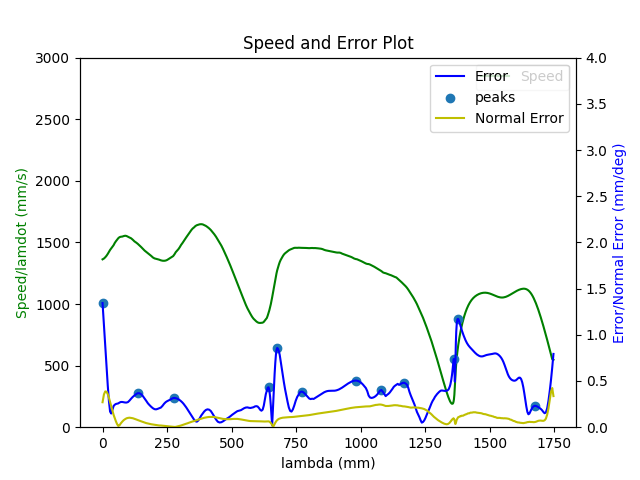 Speed and Error Plot
3000
2500
2000
1500
1000
500
0
Speed/lamdot (mm/s)
4.0
3.5
3.0
2.5
2.0
1.5
1.0
0.5
0.0
Error/Normal Error (mm/deg)
Error
Speed
peaks
Normal Error
0 250 500 750 1000 1250 1500 1750
lambda (mm)